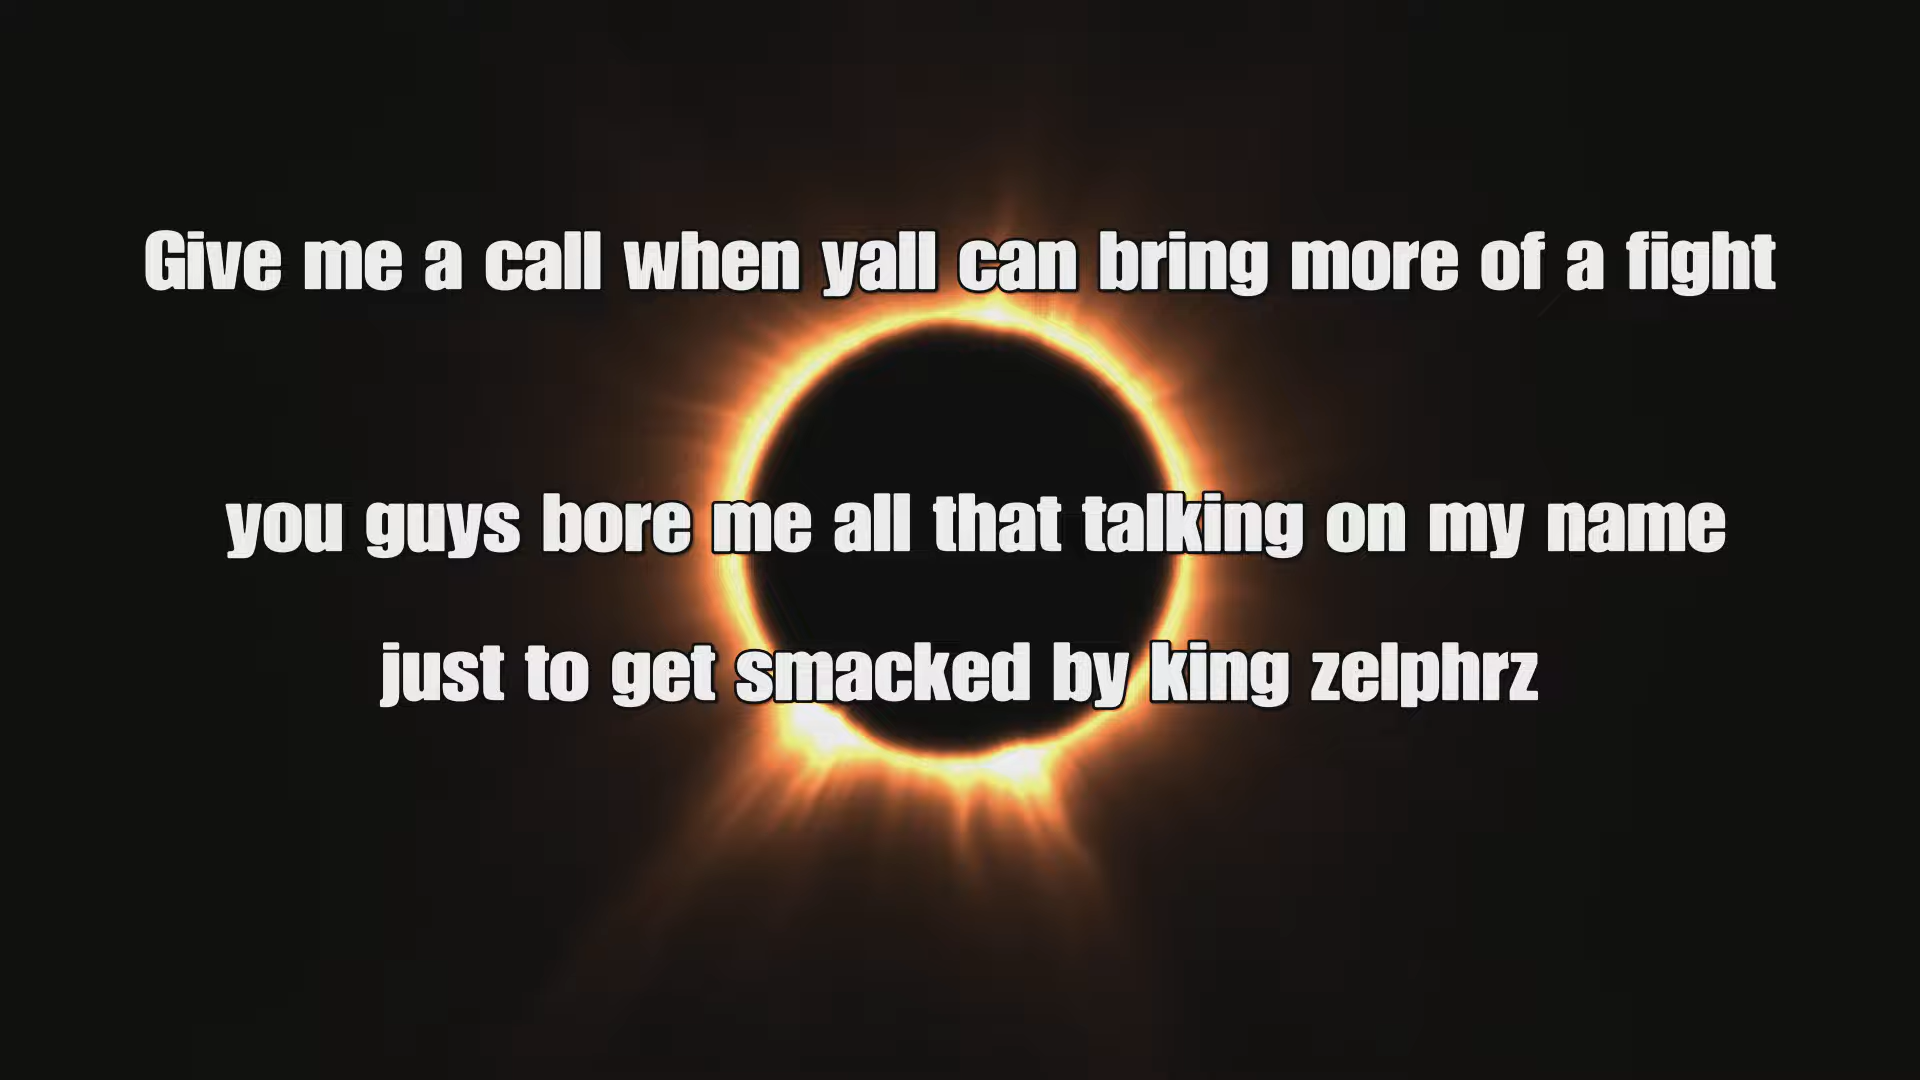 Give me a call when yall can bring more of a fight
you guys bore me all that talking on my name
just to get smacked by king zelphrz